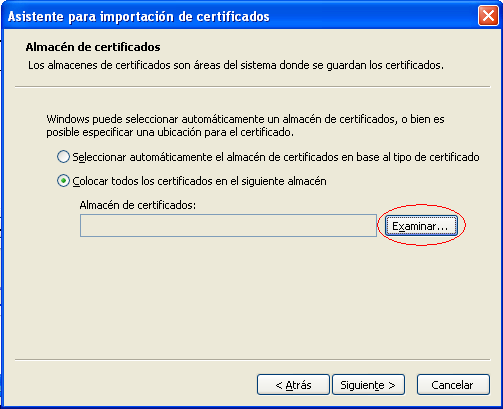 Asistente para importación de certificados
Almacén de certificados
Los almacenes de certificados son áreas del sistema donde se guardan los certificados.
Windows puede seleccionar automáticamente un almacén de certificados, o bien es
posible especificar una ubicación para el certificado.
Seleccionar automáticamente el almacén de certificados en base al tipo de certificado
Colocar todos los certificados en el siguiente almacén
Almacén de certificados:
Examinar...
< Atrás
Siguiente >
Cancelar